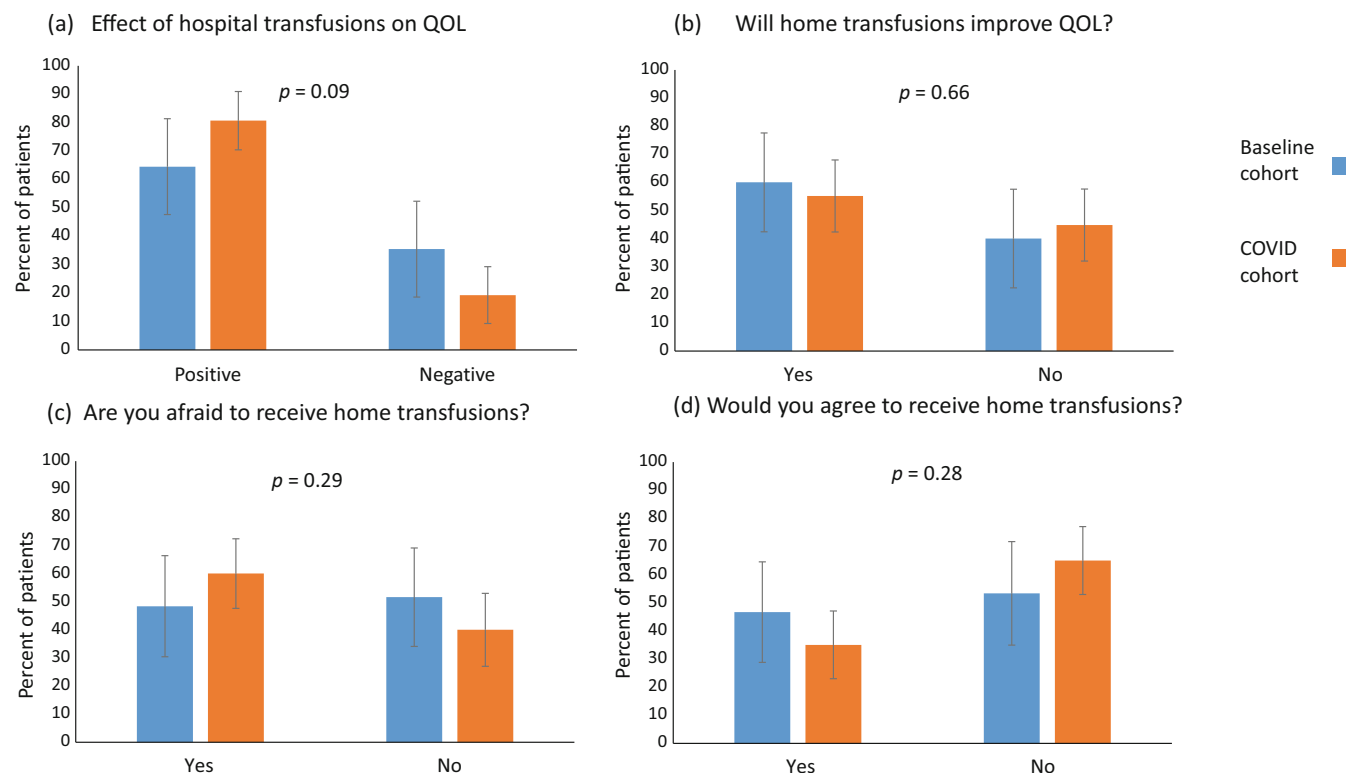 (a) Effect of hospital transfusions on QOL
Percent of patients
100
90
80
70
60
50
40
30
20
10
0
p = 0.09
Positive Negative
(b) Will home transfusions improve QOL?
Percent of patients
100
90
80
70
60
50
40
30
20
10
0
p = 0.66
Yes No
Baseline
cohort
COVID
cohort
(c) Are you afraid to receive home transfusions?
Percent of patients
100
90
80
70
60
50
40
30
20
10
0
p = 0.29
Yes No
(d) Would you agree to receive home transfusions?
Percent of patients
100
90
80
70
60
50
40
30
20
10
0
p = 0.28
Yes No